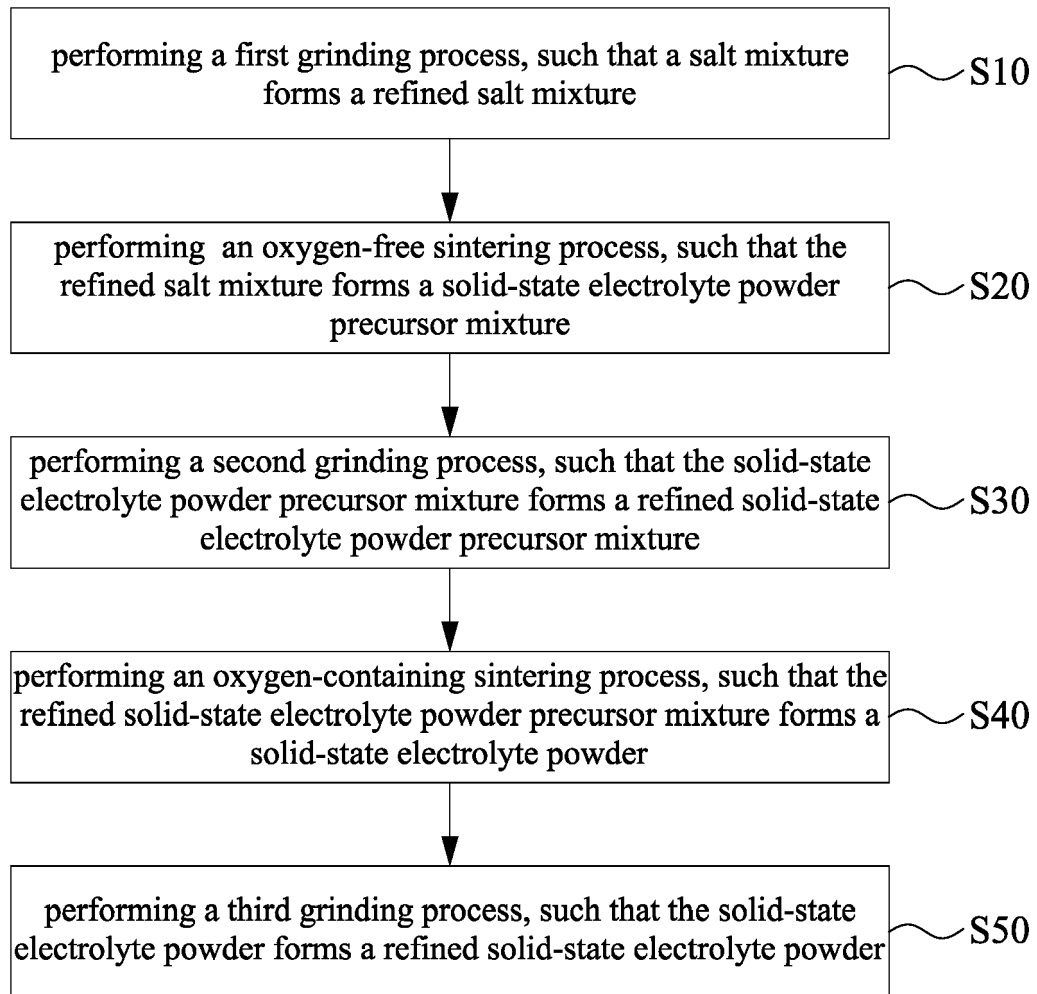 performing a first grinding process, such that a salt mixture
forms a refined salt mixture
S10
performing an oxygen-free sintering process, such that the
refined salt mixture forms a solid-state electrolyte powder
precursor mixture
S20
performing a second grinding process, such that the solid-state
electrolyte powder precursor mixture forms a refined solid-state
electrolyte powder precursor mixture
S30
performing an oxygen-containing sintering process, such that the
refined solid-state electrolyte powder precursor mixture forms a
solid-state electrolyte powder
S40
performing a third grinding process, such that the solid-state
electrolyte powder forms a refined solid-state electrolyte powder
S50